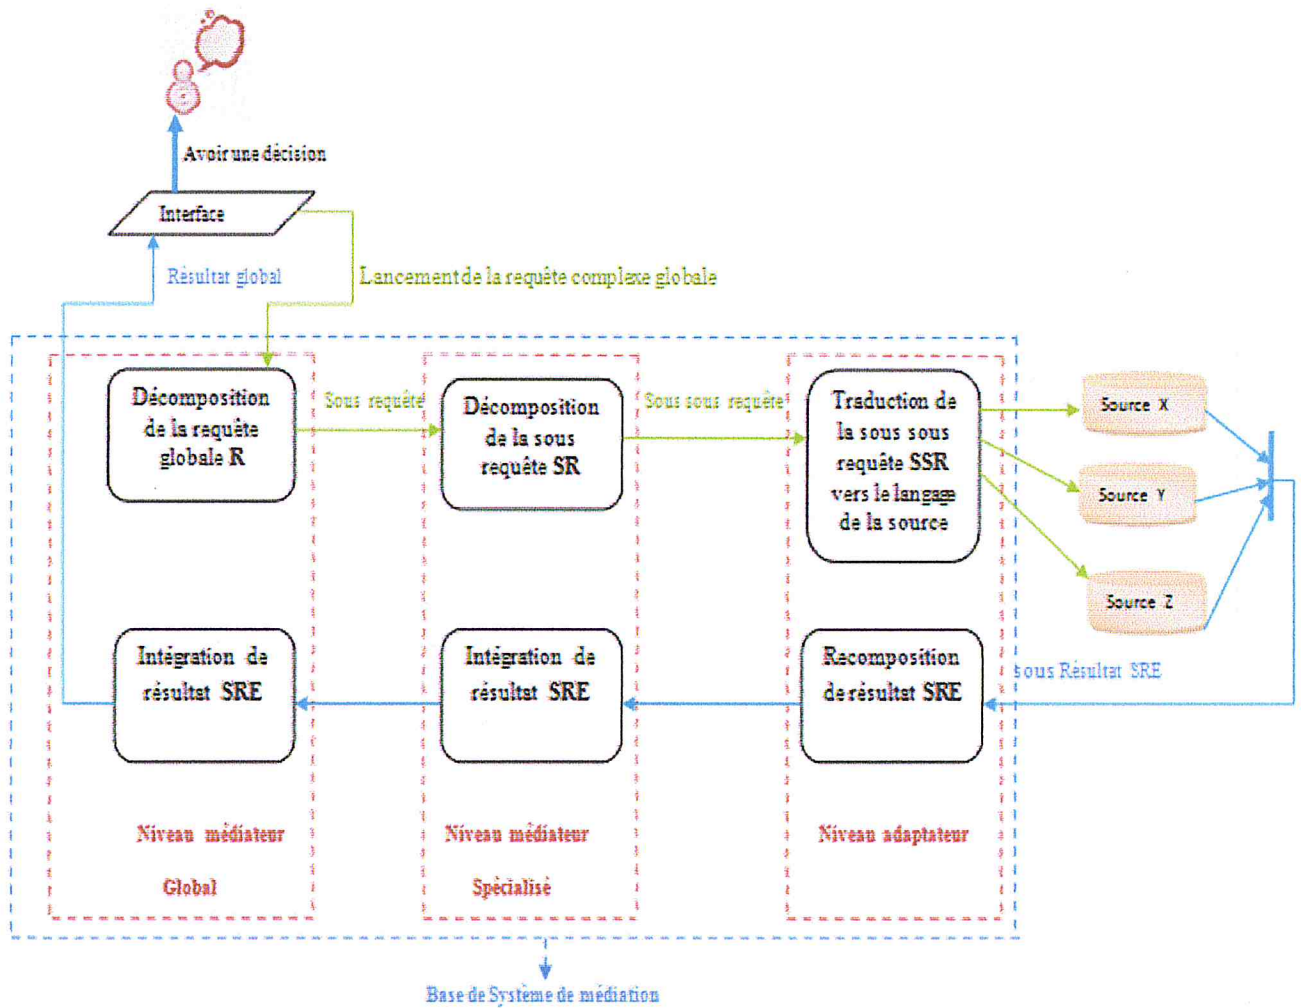 Avoir une décision
Interface
Résultat global
Lancement de la requête complexe globale
Décomposition
de la requête
globale R
Sous requête
Décomposition
de la sous
requête SR
Sous sous requête
Traduction de
la sous sous
requête SSR
vers le langage
de la source
Source X
Source Y
Source Z
Intégration de
résultat SRE
Intégration de
résultat SRE
Recomposition
de résultat SRE
sous Résultat SRE
Niveau médiateur
Global
Niveau médiateur
Spécialisé
Niveau adaptateur
Base de Système de médiation